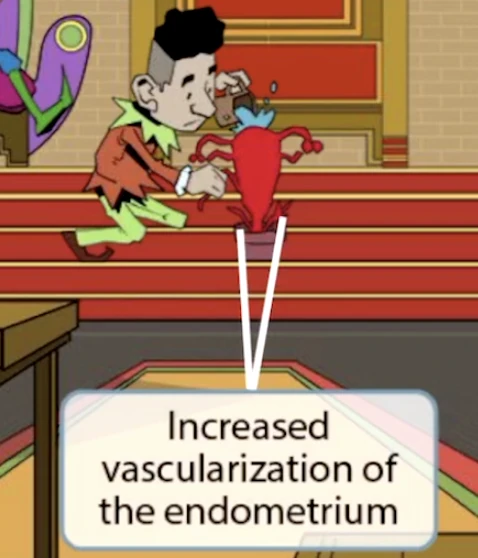 Increased
vascularization of
the endometrium